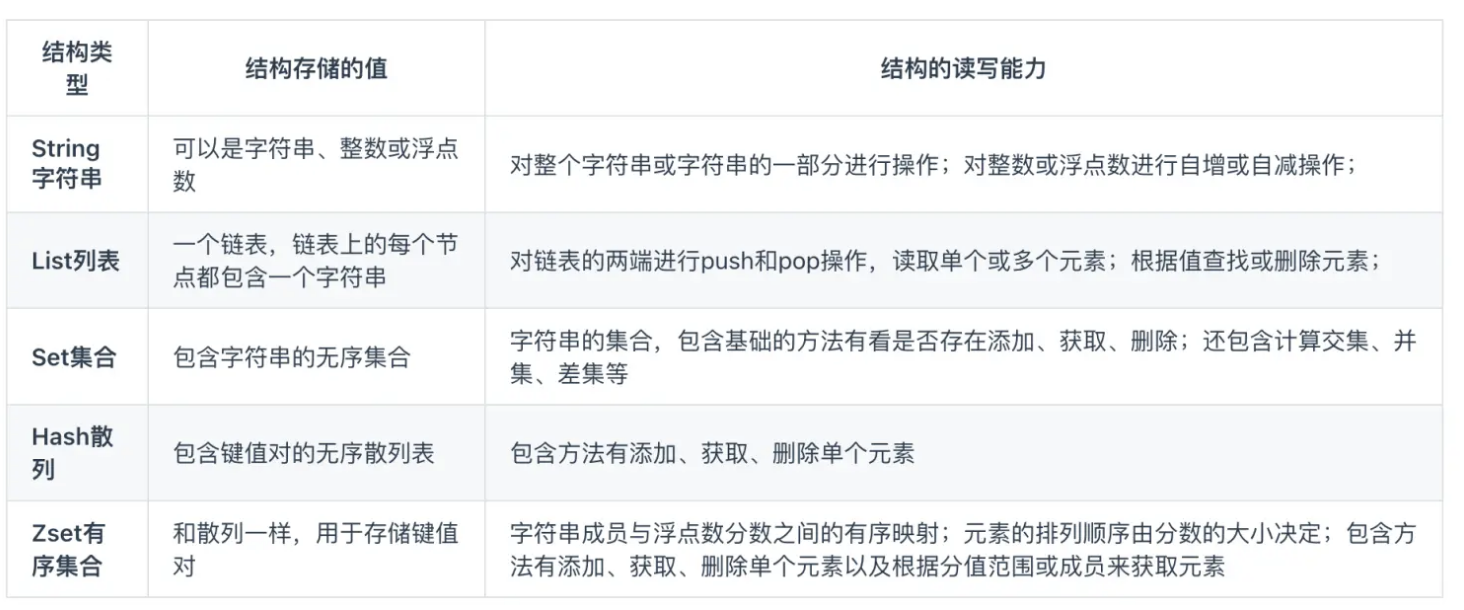 结构类
型
结构存储的值
结构的读写能力
String
字符串
可以是字符串、整数或浮点
数
对整个字符串或字符串的一部分进行操作；对整数或浮点数进行自增或自减操作；
List列表
一个链表，链表上的每个节
点都包含一个字符串
对链表的两端进行push和pop操作，读取单个或多个元素；根据值查找或删除元素；
Set集合
包含字符串的无序集合
字符串的集合，包含基础的方法有看是否存在添加、获取、删除；还包含计算交集、并
集、差集等
Hash散
列
包含键值对的无序散列表
包含方法有添加、获取、删除单个元素
Zset有
序集合
和散列一样，用于存储键值
对
字符串成员与浮点数分数之间的有序映射；元素的排列顺序由分数的大小决定；包含方
法有添加、获取、删除单个元素以及根据分值范围或成员来获取元素